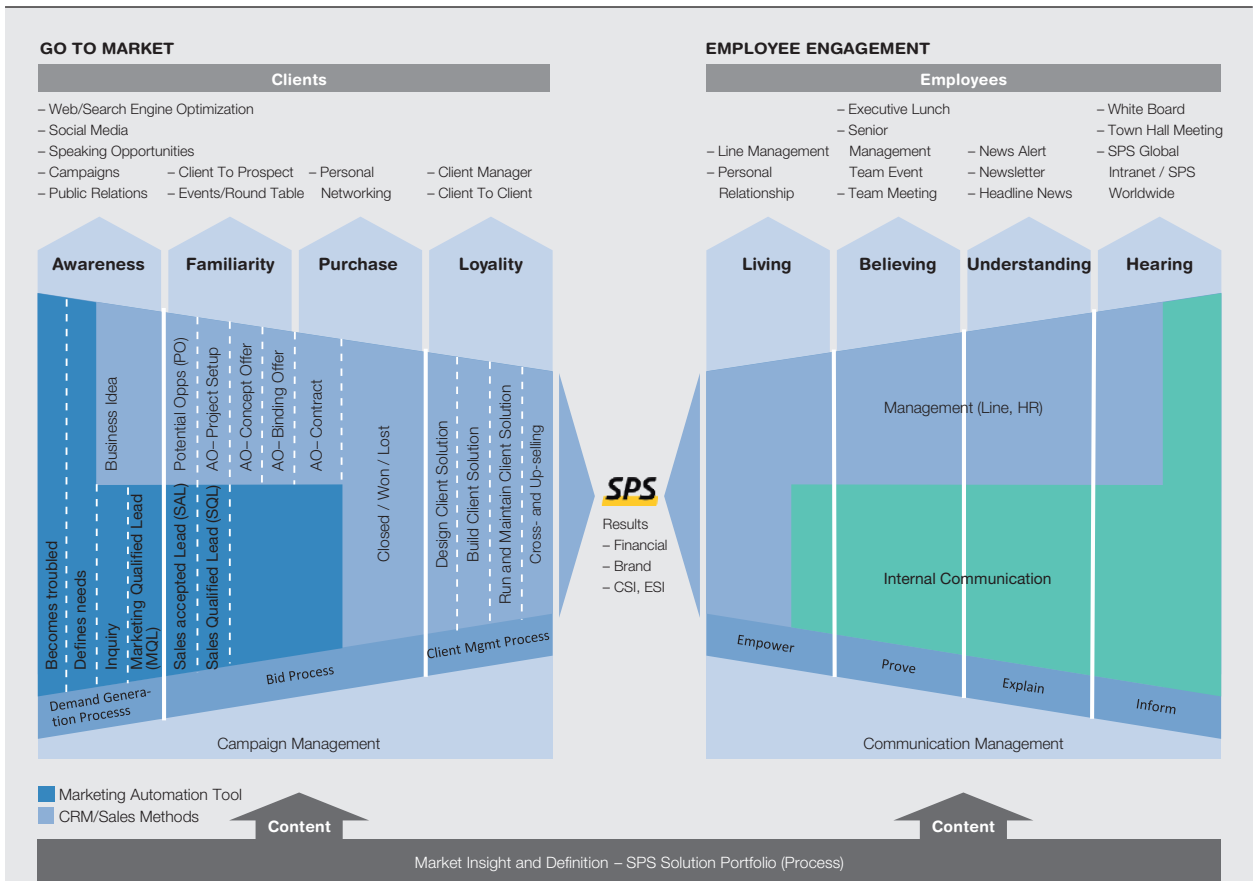 GO TO MARKET
Clients
– Web/Search Engine Optimization
– Social Media
– Speaking Opportunities
– Campaigns
– Public Relations
– Client To Prospect
– Events/Round Table
– Personal
Networking
– Client Manager
– Client To Client
Awareness
Familiarity
Purchase
Loyality
Becomes troubled
Defines needs
Business Idea
Inquiry
Marketing Qualified Lead
(MQL)
Potential Opps (PO)
Sales accepted Lead (SAL)
AO– Project Setup
Sales Qualified Lead (SQL)
AO– Concept Offer
AO– Binding Offer
AO– Contract
Closed / Won / Lost
Design Client Solution
Build Client Solution
Run and Maintain Client Solution
Cross- and Up-selling
Demand Genera-
tion Processs
Bid Process
Client Mgmt Process
Campaign Management
Marketing Automation Tool
CRM/Sales Methods
SPS
Results
– Financial
– Brand
– CSI, ESI
EMPLOYEE ENGAGEMENT
Employees
– Line Management
– Personal
Relationship
– Executive Lunch
– Senior
Management
Team Event
– Team Meeting
– News Alert
– Newsletter
– Headline News
– White Board
– Town Hall Meeting
– SPS Global
Intranet / SPS
Worldwide
Living
Believing
Understanding
Hearing
Management (Line, HR)
Internal Communication
Empower
Prove
Explain
Inform
Communication Management
Content
Content
Market Insight and Definition – SPS Solution Portfolio (Process)